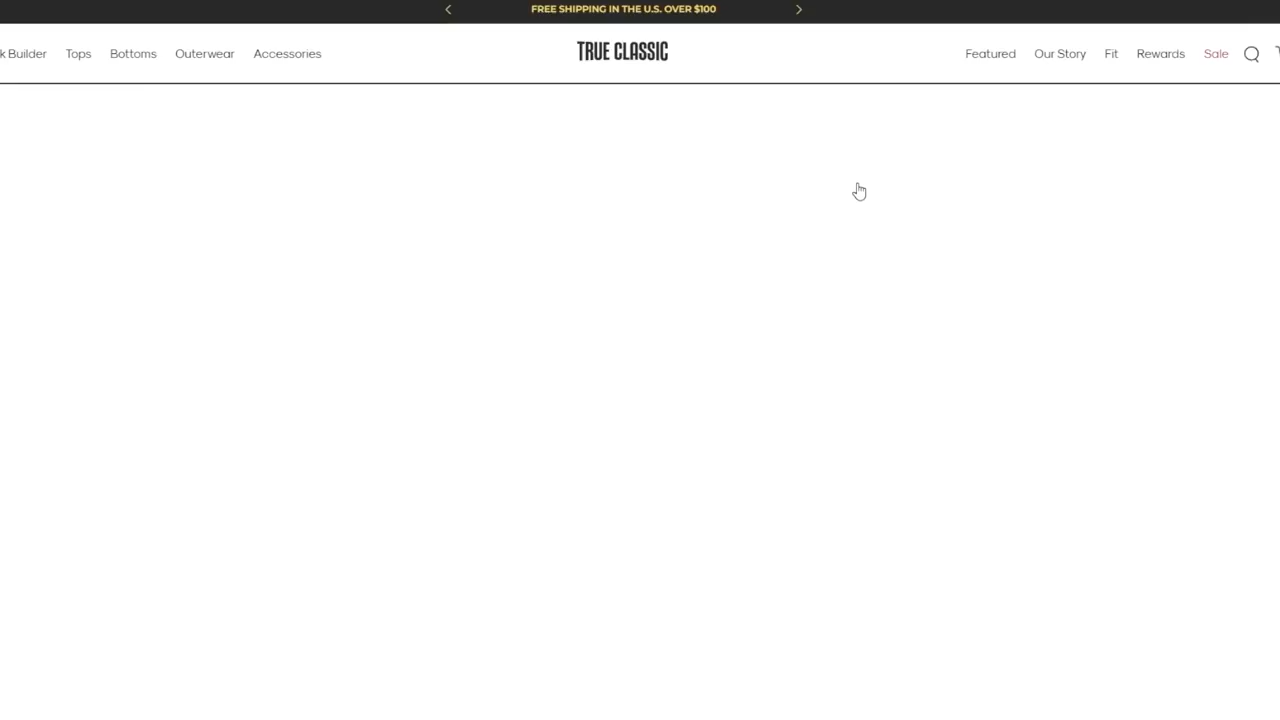 FREE SHIPPING IN THE U.S. OVER $100
k Builder Tops Bottoms Outerwear Accessories TRUE CLASSIC Featured Our Story Fit Rewards Sale